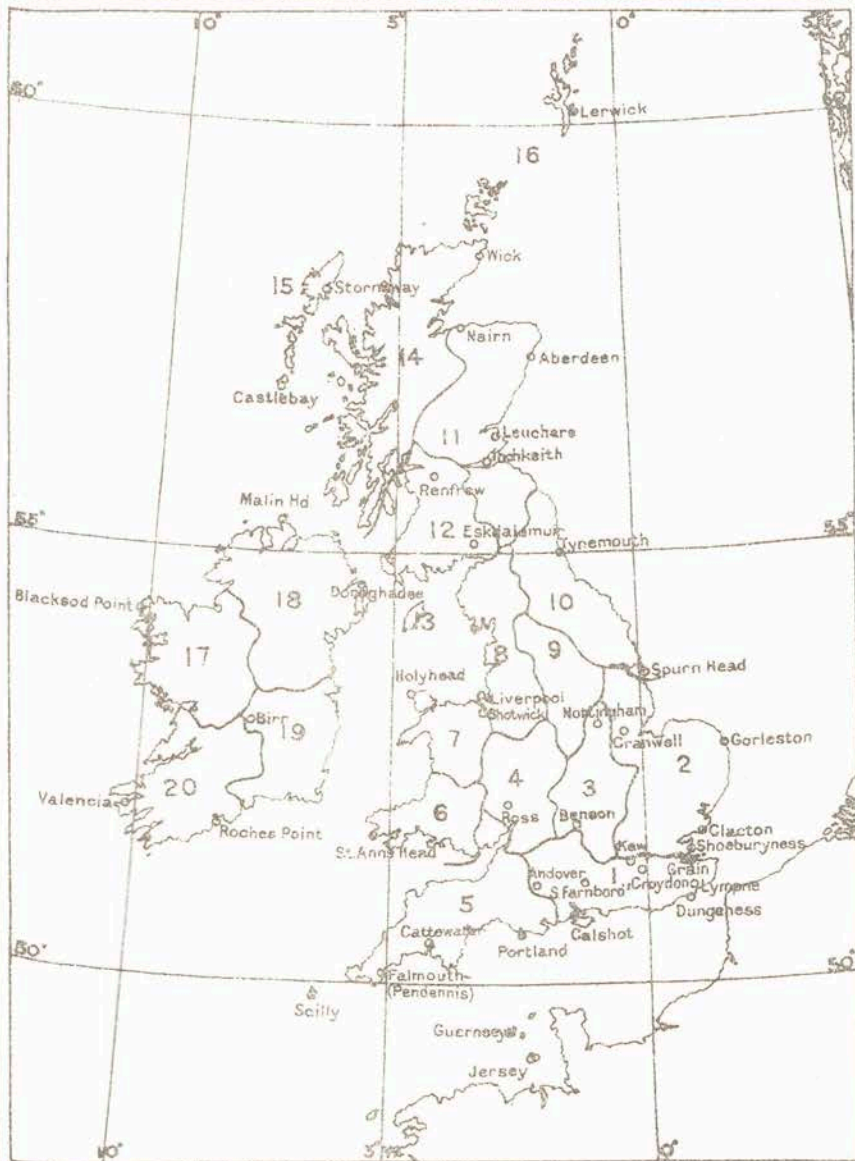 10°
5°
0°
5°
60°
Lerwick
16
Wick
15
Stornoway
Nairn
14
Aberdeen
Castlebay
11
Leuchars
Inchkeith
Renfrew
Malin Hd
55°
12
Eskdalemuir
55°
Tynemouth
Donaghadee
18
Blacksod Point
10
13
17
8
9
Spurn Head
Holyhead
Liverpool
Shotwick
Nottingham
Birr
Cranwell
Gorleston
19
7
2
4
3
20
Valencia
Ross
Benson
6
Roches Point
Clacton
St. Anns Head
Kew
Shoeburyness
Andover
1
Grain
S. Farnboro'
Croydon
Lympne
5
Dungeness
Cattewater
Calshot
Portland
50°
50°
Falmouth
(Pendennis)
Scilly
Guernsey
Jersey
10°
5°
0°